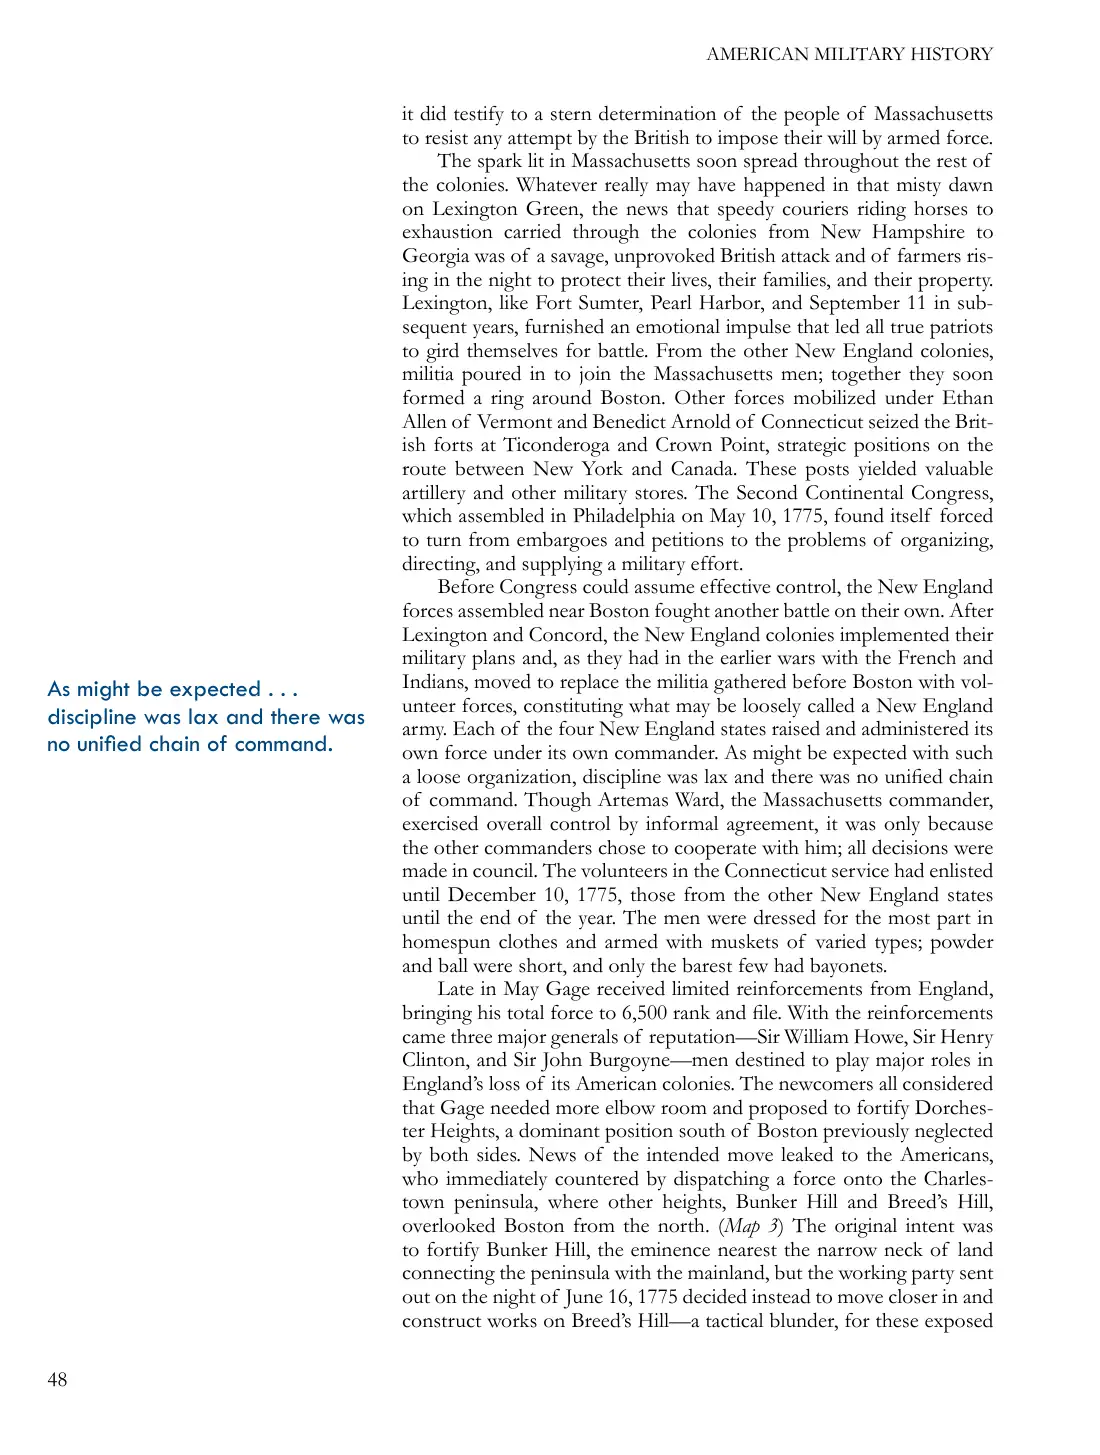 AMERICAN MILITARY HISTORY
it did testify to a stern determination of the people of Massachusetts
to resist any attempt by the British to impose their will by armed force.
The spark lit in Massachusetts soon spread throughout the rest of
the colonies. Whatever really may have happened in that misty dawn
on Lexington Green, the news that speedy couriers riding horses to
exhaustion carried through the colonies from New Hampshire to
Georgia was of a savage, unprovoked British attack and of farmers ris-
ing in the night to protect their lives, their families, and their property.
Lexington, like Fort Sumter, Pearl Harbor, and September 11 in sub-
sequent years, furnished an emotional impulse that led all true patriots
to gird themselves for battle. From the other New England colonies,
militia poured in to join the Massachusetts men; together they soon
formed a ring around Boston. Other forces mobilized under Ethan
Allen of Vermont and Benedict Arnold of Connecticut seized the Brit-
ish forts at Ticonderoga and Crown Point, strategic positions on the
route between New York and Canada. These posts yielded valuable
artillery and other military stores. The Second Continental Congress,
which assembled in Philadelphia on May 10, 1775, found itself forced
to turn from embargoes and petitions to the problems of organizing,
directing, and supplying a military effort.
Before Congress could assume effective control, the New England
forces assembled near Boston fought another battle on their own. After
Lexington and Concord, the New England colonies implemented their
military plans and, as they had in the earlier wars with the French and
Indians, moved to replace the militia gathered before Boston with vol-
unteer forces, constituting what may be loosely called a New England
army. Each of the four New England states raised and administered its
own force under its own commander. As might be expected with such
a loose organization, discipline was lax and there was no unified chain
of command. Though Artemas Ward, the Massachusetts commander,
exercised overall control by informal agreement, it was only because
the other commanders chose to cooperate with him; all decisions were
made in council. The volunteers in the Connecticut service had enlisted
until December 10, 1775, those from the other New England states
until the end of the year. The men were dressed for the most part in
homespun clothes and armed with muskets of varied types; powder
and ball were short, and only the barest few had bayonets.
Late in May Gage received limited reinforcements from England,
bringing his total force to 6,500 rank and file. With the reinforcements
came three major generals of reputation—Sir William Howe, Sir Henry
Clinton, and Sir John Burgoyne—men destined to play major roles in
England's loss of its American colonies. The newcomers all considered
that Gage needed more elbow room and proposed to fortify Dorches-
ter Heights, a dominant position south of Boston previously neglected
by both sides. News of the intended move leaked to the Americans,
who immediately countered by dispatching a force onto the Charles-
town peninsula, where other heights, Bunker Hill and Breed's Hill,
overlooked Boston from the north. (Map 3) The original intent was
to fortify Bunker Hill, the eminence nearest the narrow neck of land
connecting the peninsula with the mainland, but the working party sent
out on the night of June 16, 1775 decided instead to move closer in and
construct works on Breed's Hill—a tactical blunder, for these exposed
As might be expected . . .
discipline was lax and there was
no unified chain of command.
48